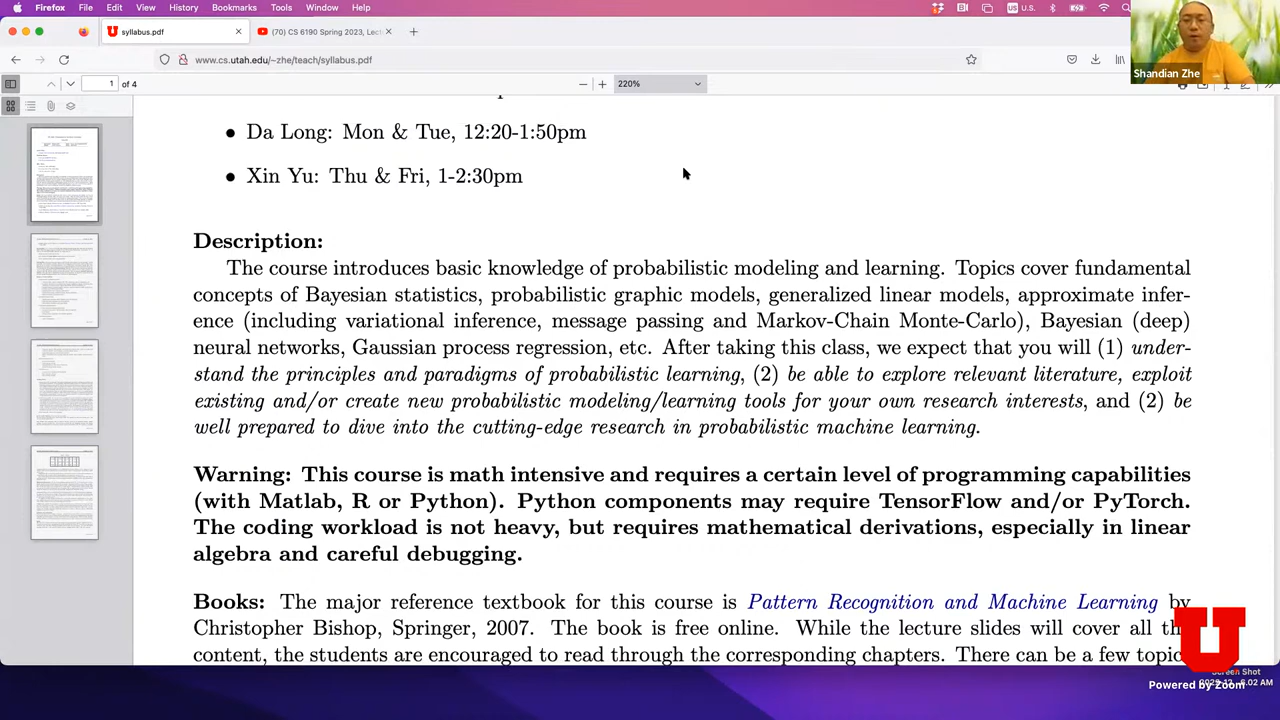 Firefox File Edit View History Bookmarks Tools Window Help U.S.
syllabus.pdf (70) CS 6190 Spring 2023, Lec
www.cs.utah.edu/~zhe/teach/syllabus.pdf
Shandian Zhe
1 of 4 220%
Da Long: Mon & Tue, 12:20-1:50pm
Xin Yu: Thu & Fri, 1-2:30pm
Description:
The course introduces basic knowledge of probabilistic modeling and learning. Topics cover fundamental
concepts of Bayesian statistics, probabilistic graphic models, generalized linear models, approximate infer-
ence (including variational inference, message passing and Markov-Chain Monte-Carlo), Bayesian (deep)
neural networks, Gaussian process regression, etc. After taking this class, we expect that you will (1) under-
stand the principles and paradigms of probabilistic learning, (2) be able to explore relevant literature, exploit
existing and/or create new probabilistic modeling/learning tools for your own research interests, and (2) be
well prepared to dive into the cutting-edge research in probabilistic machine learning.
Warning: The course is math intensive and requires a certain level of programming capabilities
(with Matlab, R or Python). Python components may require TensorFlow and/or PyTorch.
The coding workload is not heavy, but requires mathematical derivations, especially in linear
algebra and careful debugging.
Books: The major reference textbook for this course is Pattern Recognition and Machine Learning by
Christopher Bishop, Springer, 2007. The book is free online. While the lecture slides will cover all th
content, the students are encouraged to read through the corresponding chapters. There can be a few topic
Screen Shot
6.02 AM
Powered by Zoom